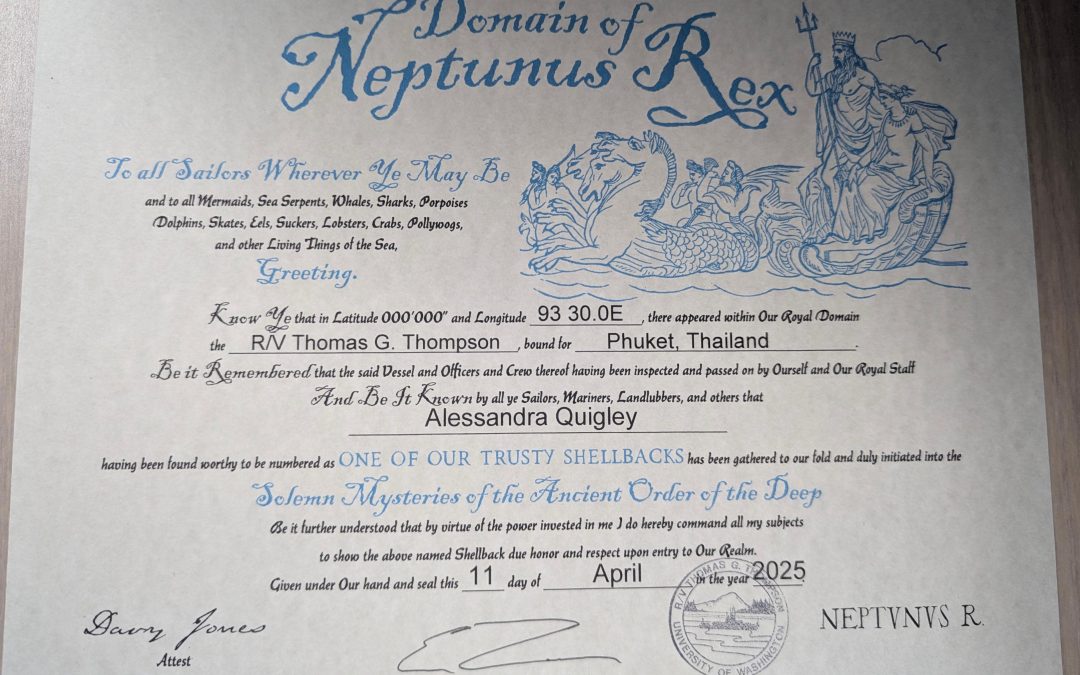 Domain of
Neptunus Rex
To all Sailors Wherever Ye May Be
and to all Mermaids, Sea Serpents, Whales, Sharks, Porpoises
Dolphins, Skates, Eels, Suckers, Lobsters, Crabs, Pollywogs,
and other Living Things of the Sea,
Greeting.
Know Ye that in Latitude 000'000" and Longitude 93 30.0E, there appeared within Our Royal Domain
the R/V Thomas G. Thompson, bound for Phuket, Thailand.
Be it Remembered that the said Vessel and Officers and Crew thereof having been inspected and passed on by Ourself and Our Royal Staff
And Be It Known by all ye Sailors, Mariners, Landlubbers, and others that
Alessandra Quigley
having been found worthy to be numbered as ONE OF OUR TRUSTY SHELLBACKS has been gathered to our fold and duly initiated into the
Solemn Mysteries of the Ancient Order of the Deep
Be it further understood that by virtue of the power invested in me I do hereby command all my subjects
to show the above named Shellback due honor and respect upon entry to Our Realm.
Given under Our hand and seal this 11 day of April in the year 2025
Davy Jones
Attest
R/V THOMAS G. THOMPSON
UNIVERSITY OF WASHINGTON
NEPTVNVS R.